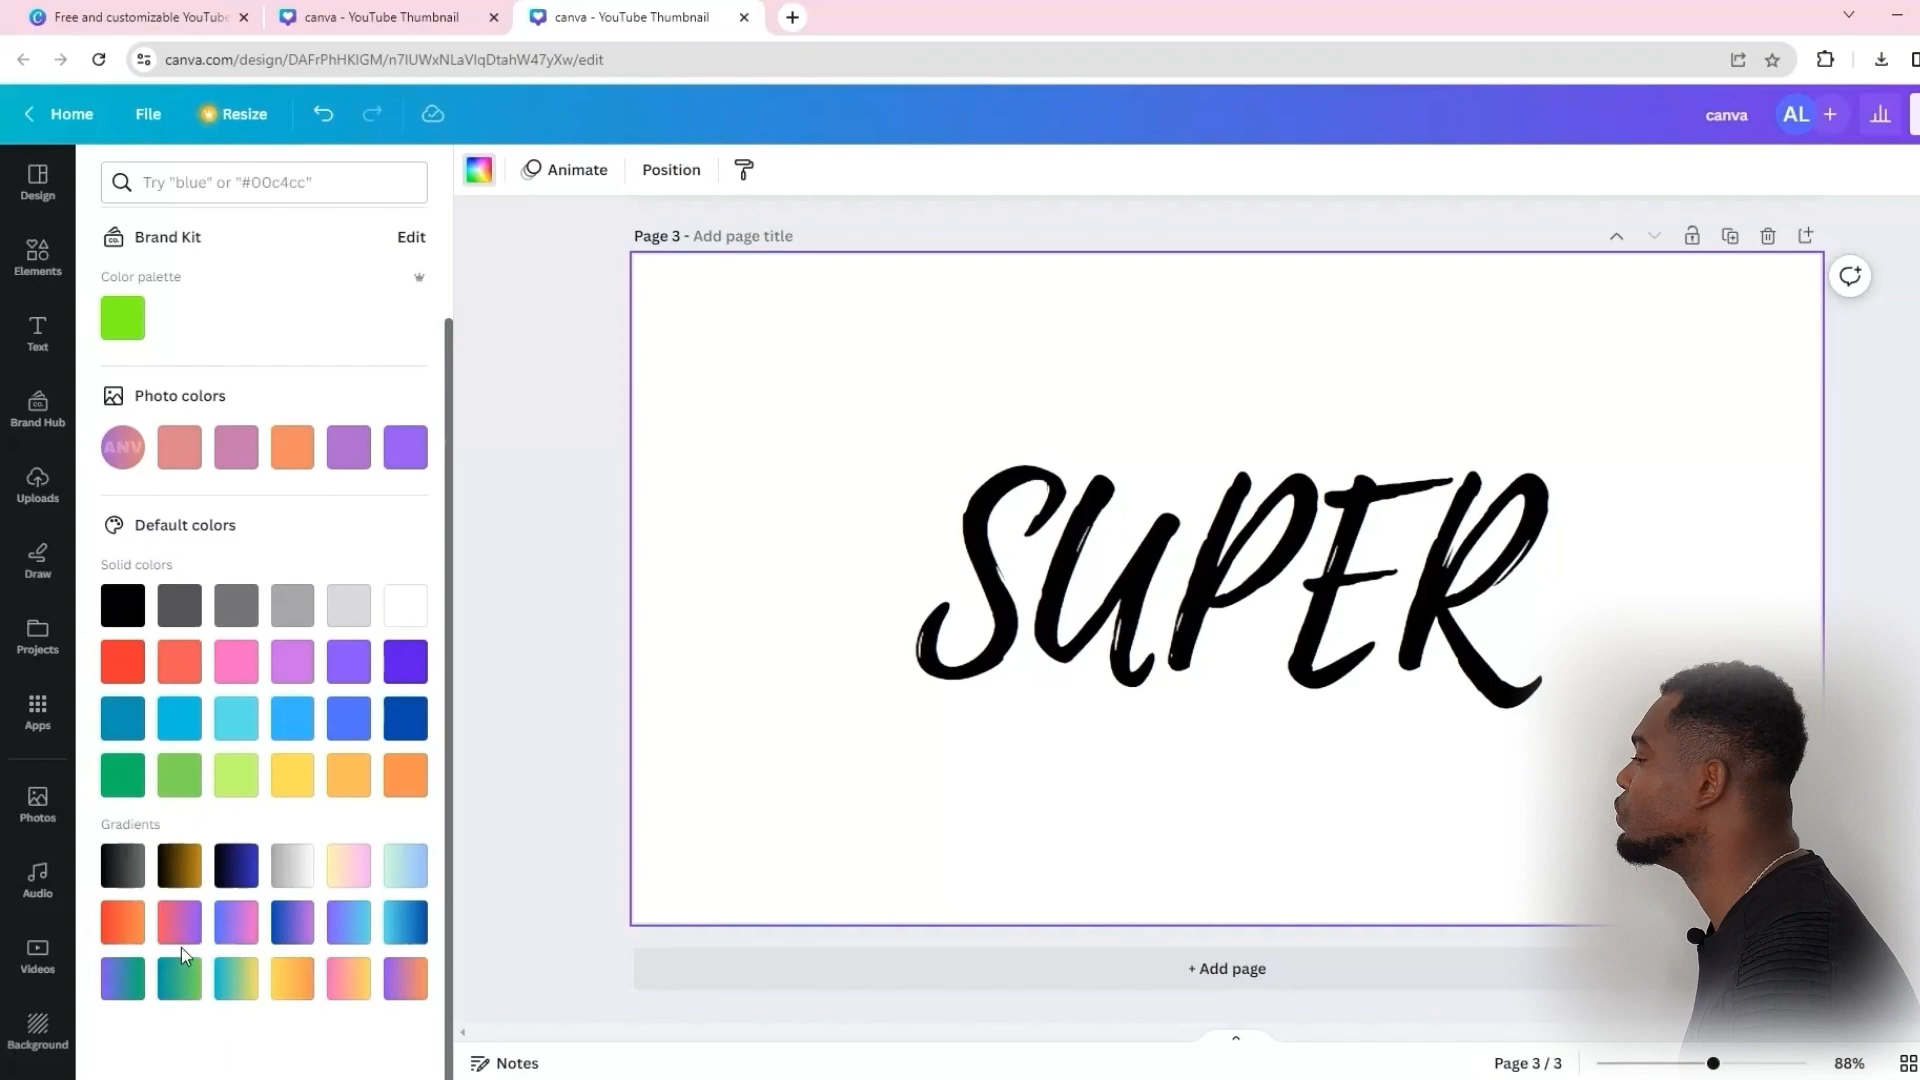 Free and customizable YouTube
canva - YouTube Thumbnail
canva - YouTube Thumbnail
canva.com/design/DAFrPhHKlGM/n7lUWxNLaVlqDtahW47yXw/edit
Home
File
Resize
canva
AL
Design
Elements
Text
Brand Hub
Uploads
Draw
Projects
Apps
Photos
Audio
Videos
Background
Try "blue" or "#00c4cc"
Brand Kit
Edit
Color palette
Photo colors
ANV
Default colors
Solid colors
Gradients
Animate
Position
Page 3 - Add page title
SUPER
+ Add page
Notes
Page 3 / 3
88%